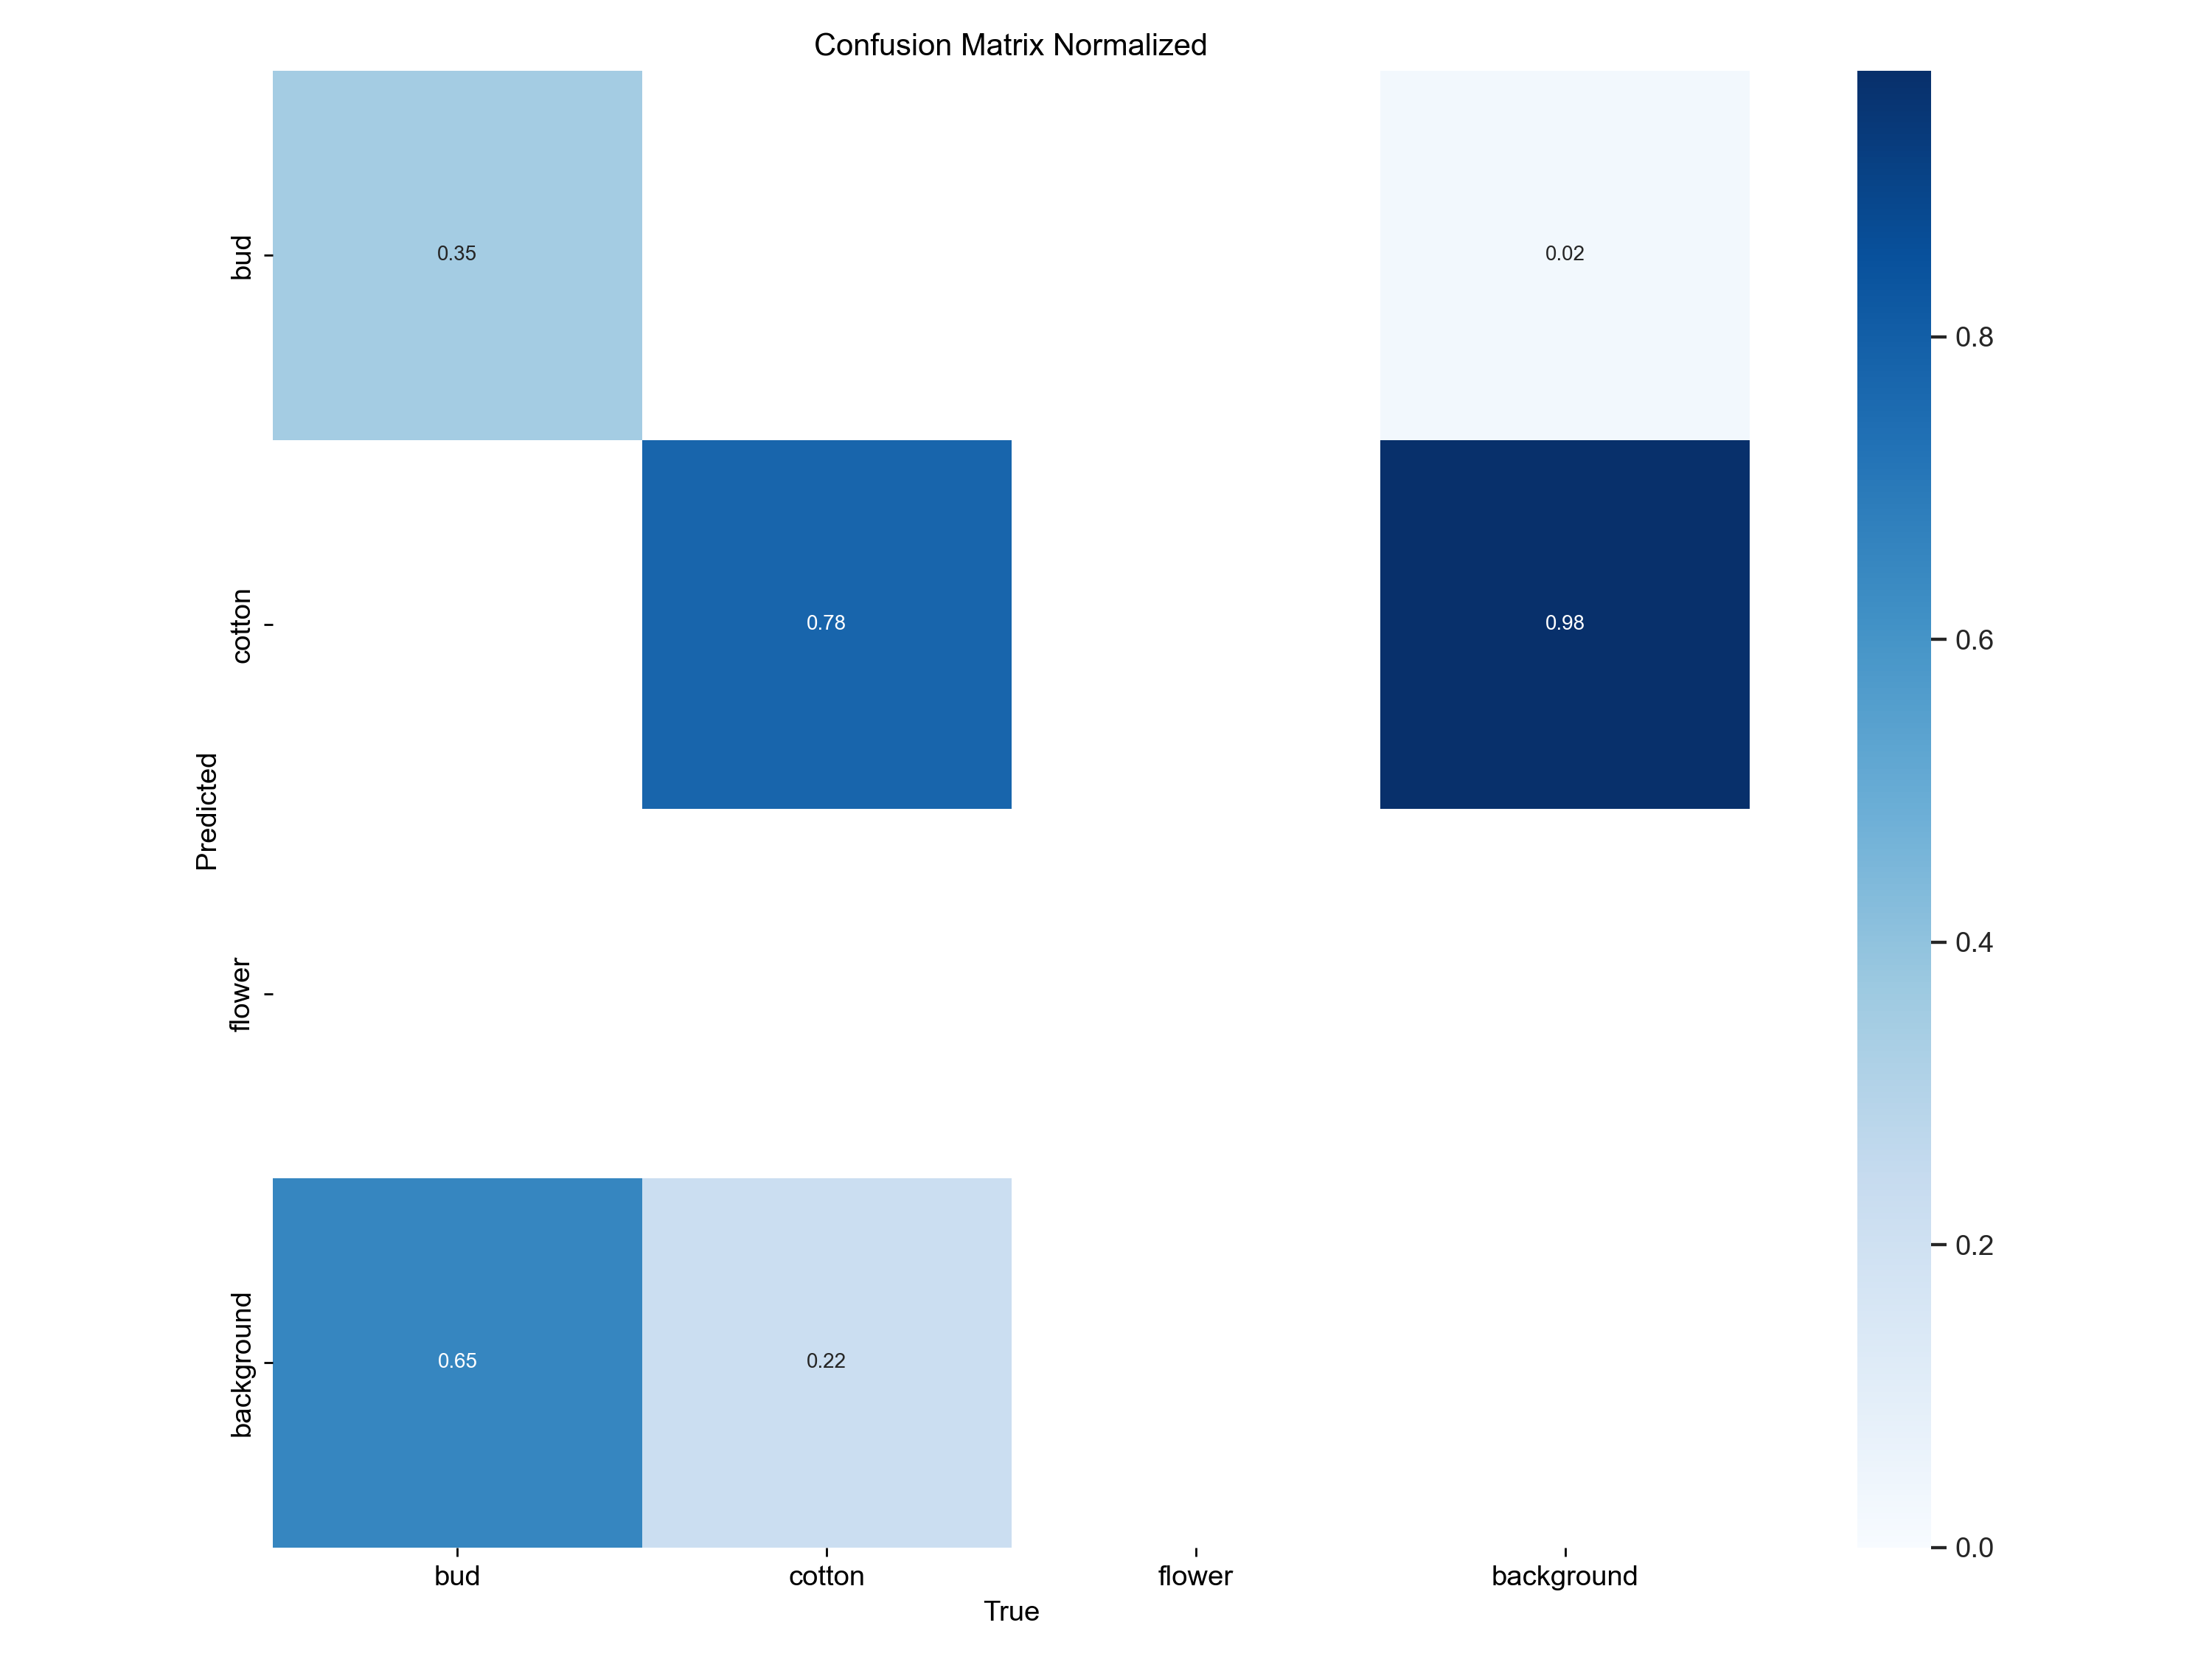 Confusion Matrix Normalized
bud
cotton
flower
background
Predicted
0.35
0.02
0.78
0.98
0.65
0.22
bud
cotton
flower
background
True
0.8
0.6
0.4
0.2
0.0